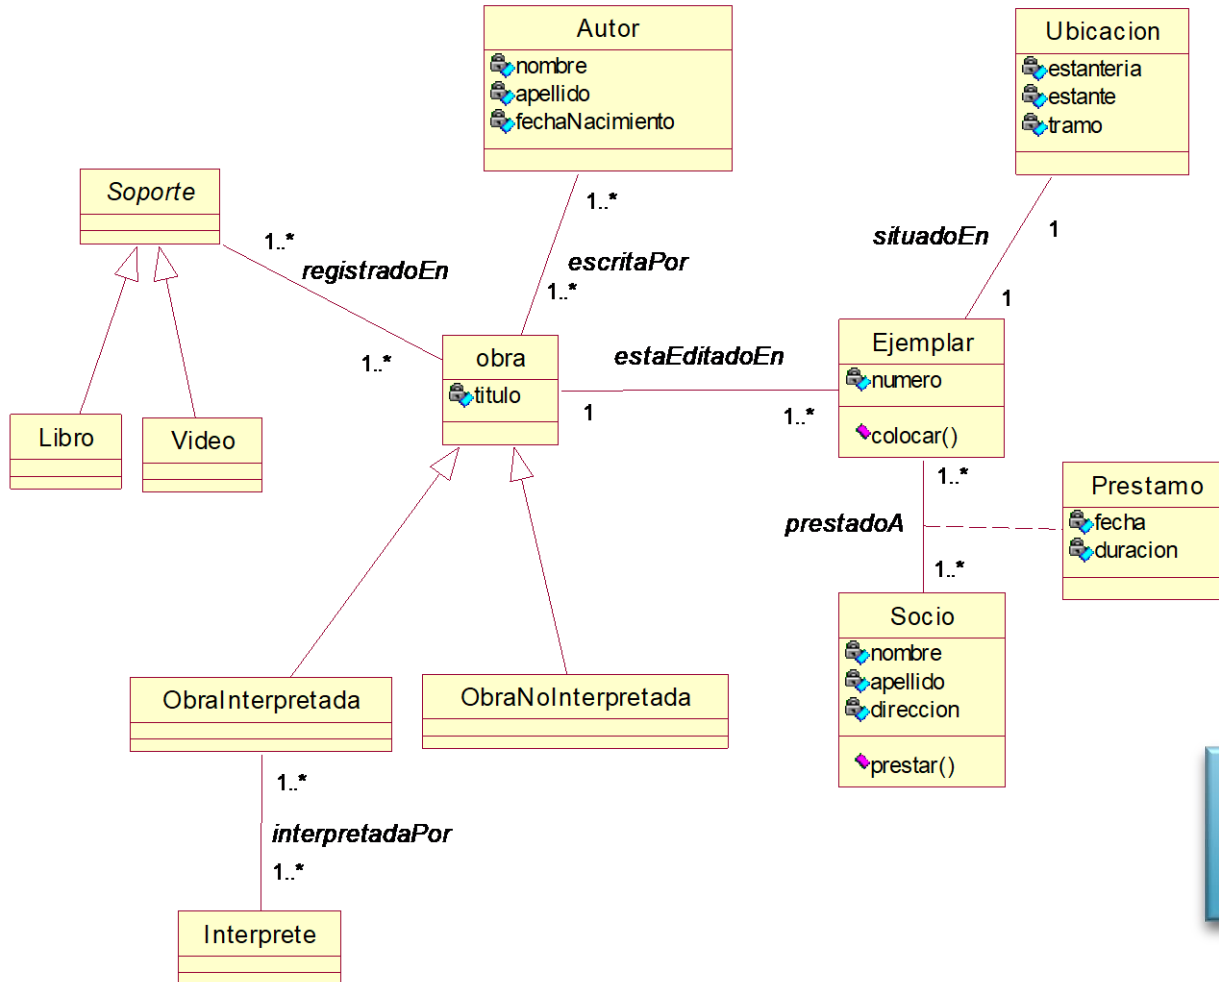 Autor
nombre
apellido
fechaNacimiento
Ubicacion
estanteria
estante
tramo
Soporte
1..*
registradoEn
1..*
1..*
escritaPor
1..*
situadoEn
1
1
Libro
Video
obra
titulo
estaEditadoEn
1
1..*
Ejemplar
numero
colocar()
1..*
prestadoA
1..*
Prestamo
fecha
duracion
Socio
nombre
apellido
direccion
prestar()
ObraInterpretada
ObraNoInterpretada
1..*
interpretadaPor
1..*
Interprete